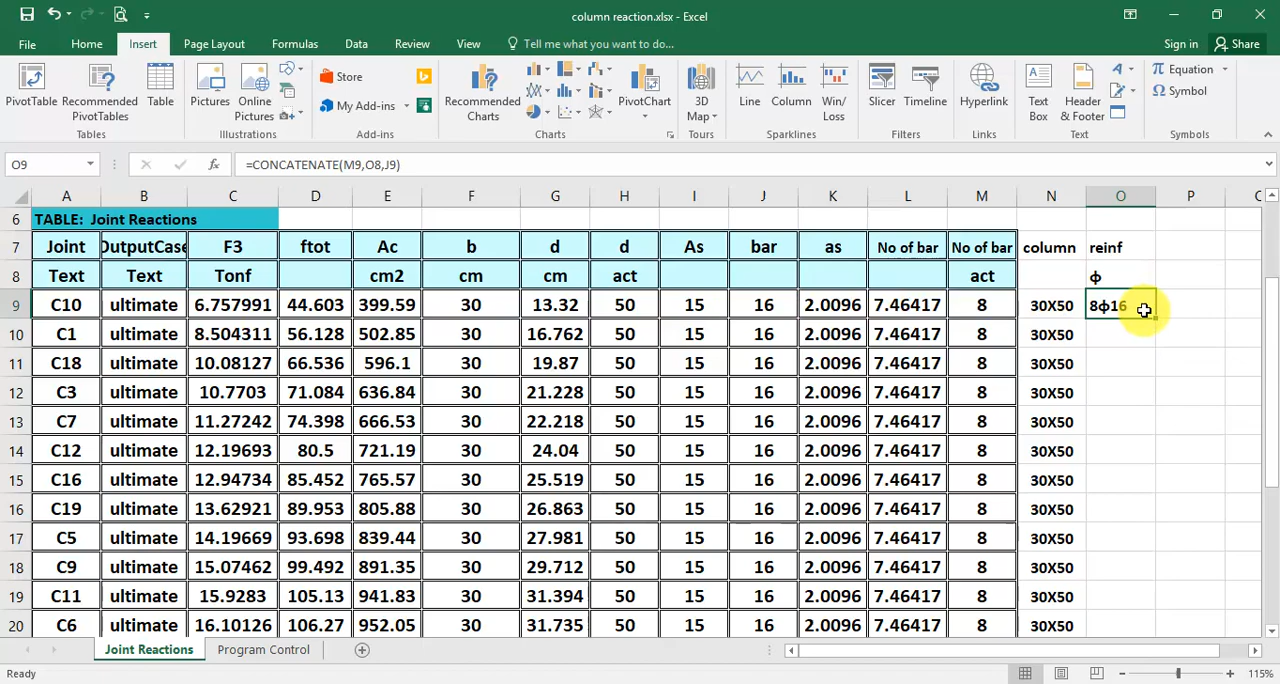 column reaction.xlsx - Excel
File Home Insert Page Layout Formulas Data Review View Tell me what you want to do... Sign in Share
PivotTable Recommended PivotTables Table
Pictures Online Pictures
Store
My Add-ins
Recommended Charts
PivotChart
3D Map
Line Column Win/ Loss
Slicer Timeline
Hyperlink
Text Box Header & Footer
Equation
Symbol
Tables Illustrations Add-ins Charts Tours Sparklines Filters Links Text Symbols
O9 fx =CONCATENATE(M9,O8,J9)
A B C D E F G H I J K L M N O P
6 TABLE: Joint Reactions
7 Joint OutputCase F3 ftot Ac b d d As bar as No of bar No of bar column reinf
8 Text Text Tonf cm2 cm cm act act ϕ
9 C10 ultimate 6.757991 44.603 399.59 30 13.32 50 15 16 2.0096 7.46417 8 30X50 8ϕ16
10 C1 ultimate 8.504311 56.128 502.85 30 16.762 50 15 16 2.0096 7.46417 8 30X50
11 C18 ultimate 10.08127 66.536 596.1 30 19.87 50 15 16 2.0096 7.46417 8 30X50
12 C3 ultimate 10.7703 71.084 636.84 30 21.228 50 15 16 2.0096 7.46417 8 30X50
13 C7 ultimate 11.27242 74.398 666.53 30 22.218 50 15 16 2.0096 7.46417 8 30X50
14 C12 ultimate 12.19693 80.5 721.19 30 24.04 50 15 16 2.0096 7.46417 8 30X50
15 C16 ultimate 12.94734 85.452 765.57 30 25.519 50 15 16 2.0096 7.46417 8 30X50
16 C19 ultimate 13.62921 89.953 805.88 30 26.863 50 15 16 2.0096 7.46417 8 30X50
17 C5 ultimate 14.19669 93.698 839.44 30 27.981 50 15 16 2.0096 7.46417 8 30X50
18 C9 ultimate 15.07462 99.492 891.35 30 29.712 50 15 16 2.0096 7.46417 8 30X50
19 C11 ultimate 15.9283 105.13 941.83 30 31.394 50 15 16 2.0096 7.46417 8 30X50
20 C6 ultimate 16.10126 106.27 952.05 30 31.735 50 15 16 2.0096 7.46417 8 30X50
Joint Reactions Program Control
Ready 115%